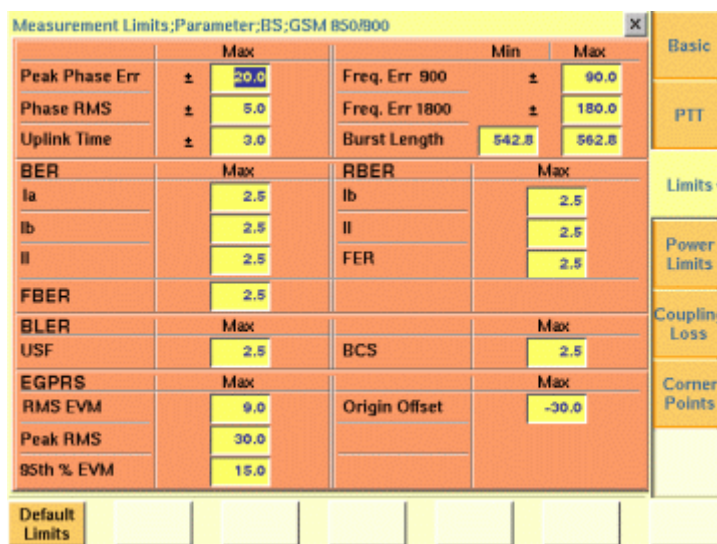 Measurement Limits;Parameter;BS;GSM 850/900
Max Min Max
Peak Phase Err ± 20.0 Freq. Err 900 ± 90.0
Phase RMS ± 5.0 Freq. Err 1800 ± 180.0
Uplink Time ± 3.0 Burst Length 542.8 562.8
BER Max RBER Max
Ia 2.5 Ib 2.5
Ib 2.5 II 2.5
II 2.5 FER 2.5
FBER 2.5
BLER Max Max
USF 2.5 BCS 2.5
EGPRS Max Max
RMS EVM 9.0 Origin Offset -30.0
Peak RMS 30.0
95th % EVM 15.0
Basic
PTT
Limits
Power
Limits
Coupling
Loss
Corner
Points
Default
Limits